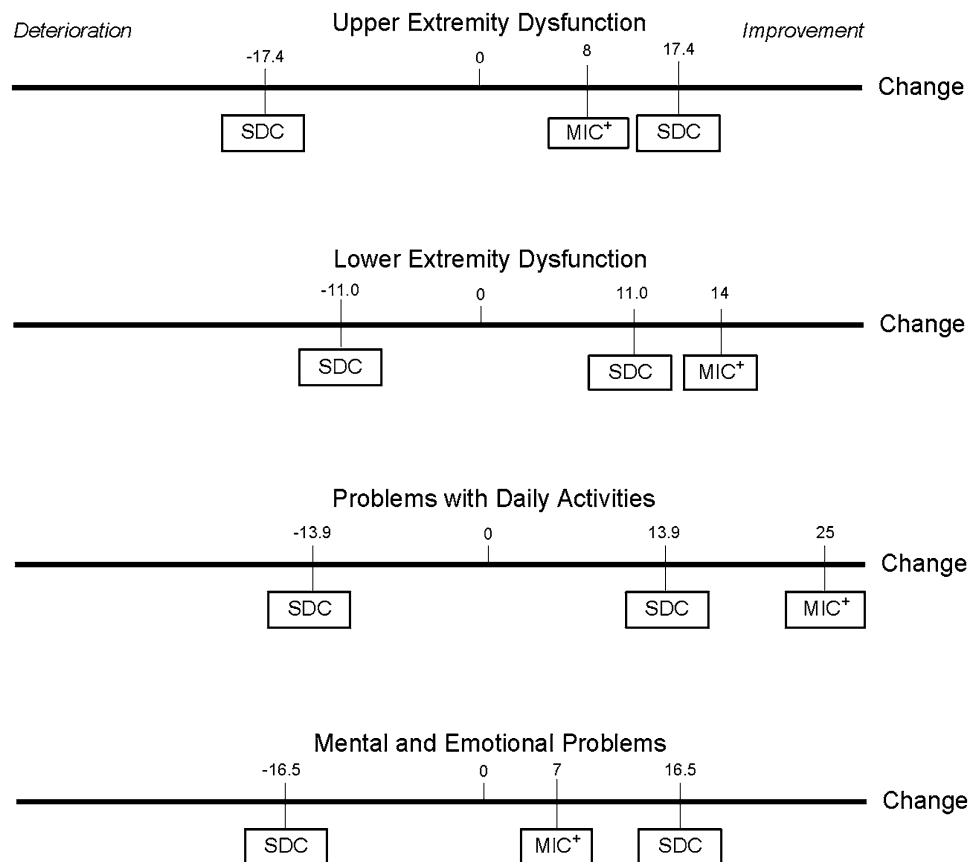 Deterioration Upper Extremity Dysfunction Improvement
-17.4 0 8 17.4
Change
SDC MIC+ SDC
Lower Extremity Dysfunction
-11.0 0 11.0 14
Change
SDC SDC MIC+
Problems with Daily Activities
-13.9 0 13.9 25
Change
SDC SDC MIC+
Mental and Emotional Problems
-16.5 0 7 16.5
Change
SDC MIC+ SDC